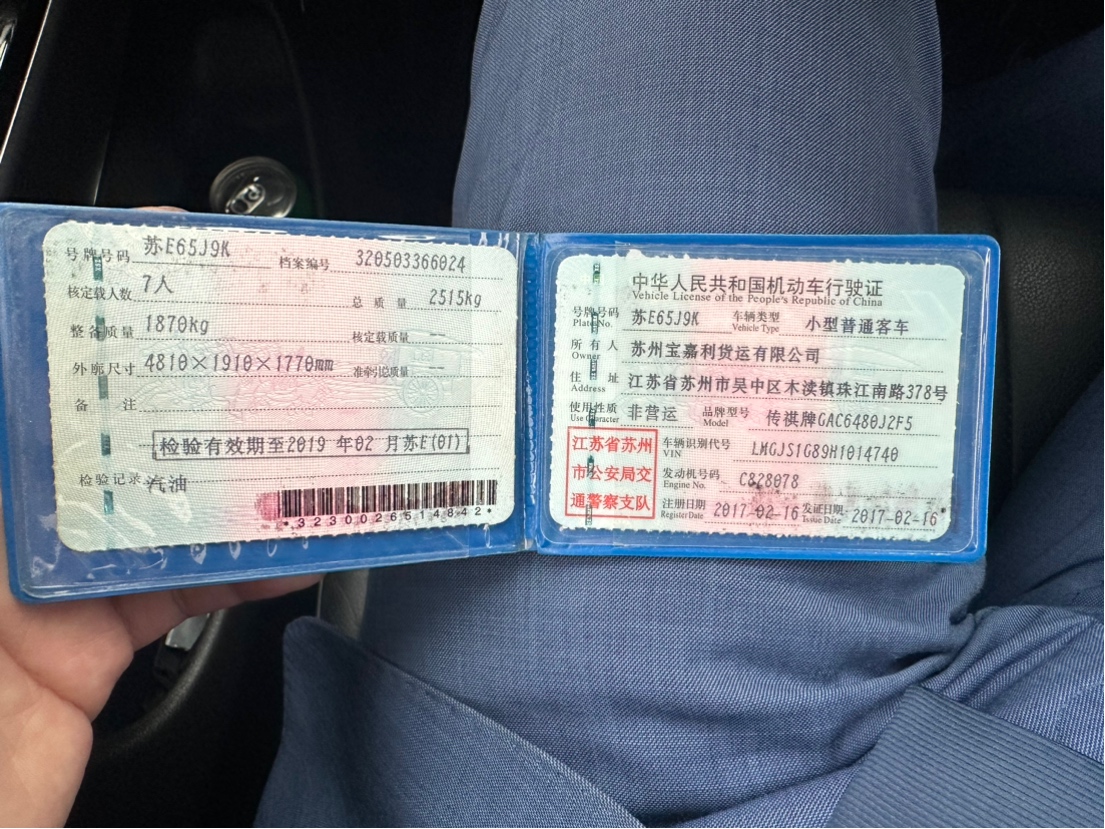 号牌号码 苏E65J9K 档案编号 320503366024
核定载人数 7人 总质量 2515kg
整备质量 1870kg 核定载质量 --
外廓尺寸 4810×1910×1770mm 准牵引总质量 --
备注
检验有效期至2019 年02 月苏E(01)
检验记录 汽油
*3230026514842*
中华人民共和国机动车行驶证
Vehicle License of the People's Republic of China
号牌号码 苏E65J9K 车辆类型 小型普通客车
Plate No. Vehicle Type
所有人 苏州宝嘉利货运有限公司
Owner
住址 江苏省苏州市吴中区木渎镇珠江南路378号
Address
使用性质 非营运 品牌型号 传祺牌GAC6480J2F5
Use Character Model
江苏省苏州
市公安局交
通警察支队
车辆识别代号 LMGJS1G89H1014740
VIN
发动机号码 C828078
Engine No.
注册日期 2017-02-16 发证日期 2017-02-16
Register Date Issue Date